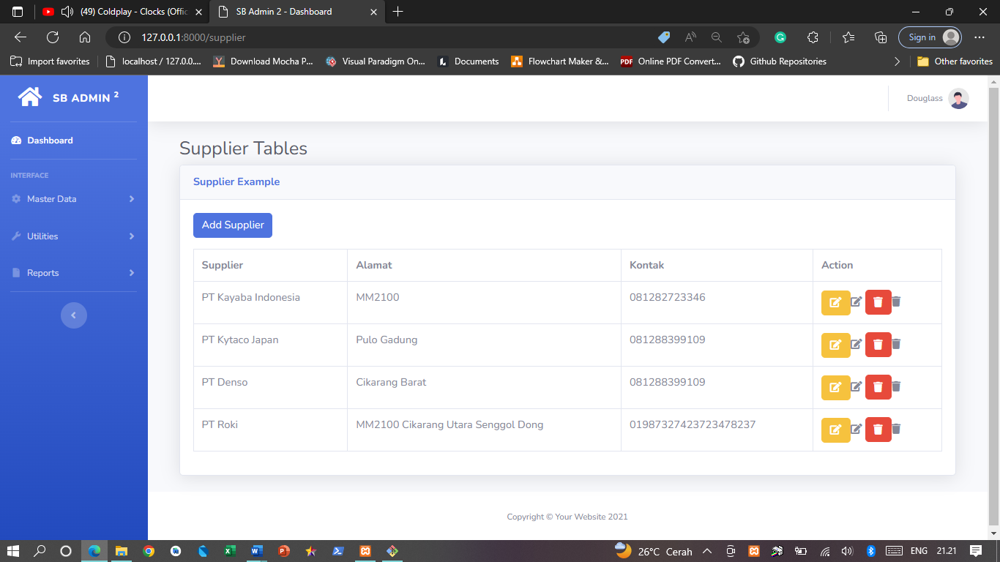 (49) Coldplay - Clocks (Offic
SB Admin 2 - Dashboard
127.0.0.1:8000/supplier
Sign in
Import favorites
localhost / 127.0.0....
Download Mocha P...
Visual Paradigm On...
Documents
Flowchart Maker &...
PDF
Online PDF Convert...
Github Repositories
Other favorites
SB ADMIN 2
Douglass
Dashboard
INTERFACE
Master Data
Utilities
Reports
Supplier Tables
Supplier Example
Add Supplier
Supplier Alamat Kontak Action
PT Kayaba Indonesia MM2100 081282723346
PT Kytaco Japan Pulo Gadung 081288399109
PT Denso Cikarang Barat 081288399109
PT Roki MM2100 Cikarang Utara Senggol Dong 01987327423723478237
Copyright © Your Website 2021
26°C Cerah
ENG
21.21